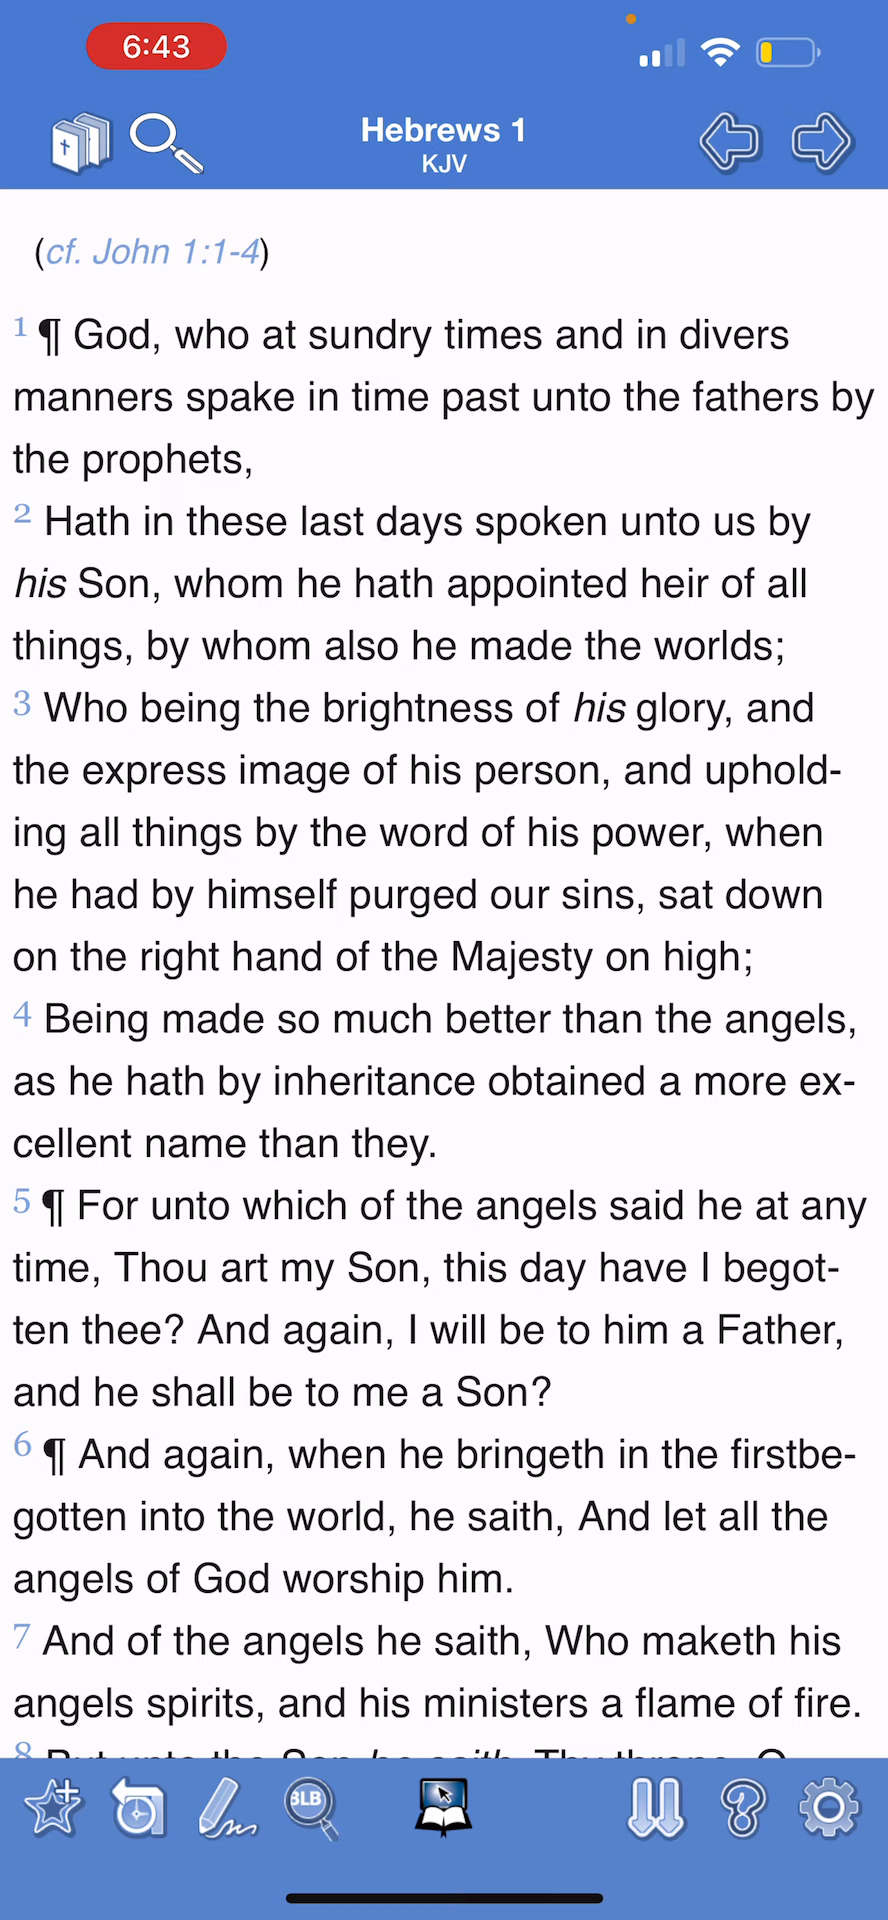 6:43
Hebrews 1
KJV
(cf. John 1:1-4)
1 ¶ God, who at sundry times and in divers
manners spake in time past unto the fathers by
the prophets,
2 Hath in these last days spoken unto us by
his Son, whom he hath appointed heir of all
things, by whom also he made the worlds;
3 Who being the brightness of his glory, and
the express image of his person, and uphold-
ing all things by the word of his power, when
he had by himself purged our sins, sat down
on the right hand of the Majesty on high;
4 Being made so much better than the angels,
as he hath by inheritance obtained a more ex-
cellent name than they.
5 ¶ For unto which of the angels said he at any
time, Thou art my Son, this day have I begot-
ten thee? And again, I will be to him a Father,
and he shall be to me a Son?
6 ¶ And again, when he bringeth in the firstbe-
gotten into the world, he saith, And let all the
angels of God worship him.
7 And of the angels he saith, Who maketh his
angels spirits, and his ministers a flame of fire.
8 But unto the Son he saith, Thy throne, O
BLB